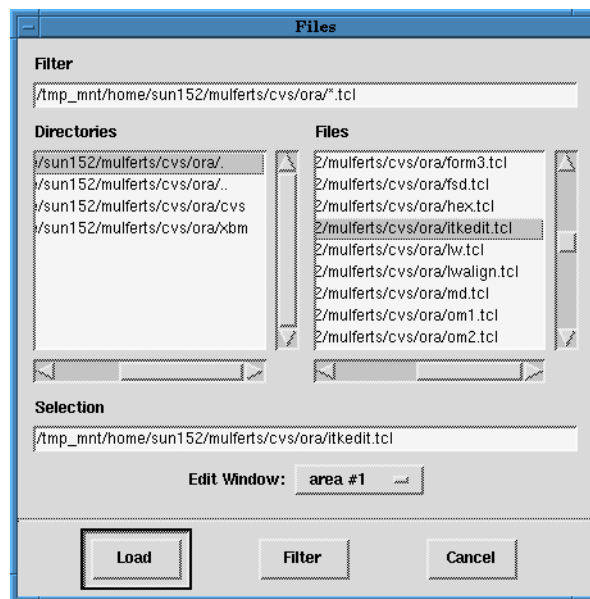 Files
Filter
/tmp_mnt/home/sun152/mulferts/cvs/ora/*.tcl
Directories
/sun152/mulferts/cvs/ora/.
/sun152/mulferts/cvs/ora/..
/sun152/mulferts/cvs/ora/cvs
/sun152/mulferts/cvs/ora/xbm
Files
2/mulferts/cvs/ora/form3.tcl
2/mulferts/cvs/ora/fsd.tcl
2/mulferts/cvs/ora/hex.tcl
2/mulferts/cvs/ora/itkedit.tcl
2/mulferts/cvs/ora/lw.tcl
2/mulferts/cvs/ora/lwalign.tcl
2/mulferts/cvs/ora/md.tcl
2/mulferts/cvs/ora/om1.tcl
2/mulferts/cvs/ora/om2.tcl
Selection
/tmp_mnt/home/sun152/mulferts/cvs/ora/itkedit.tcl
Edit Window: area #1
Load Filter Cancel